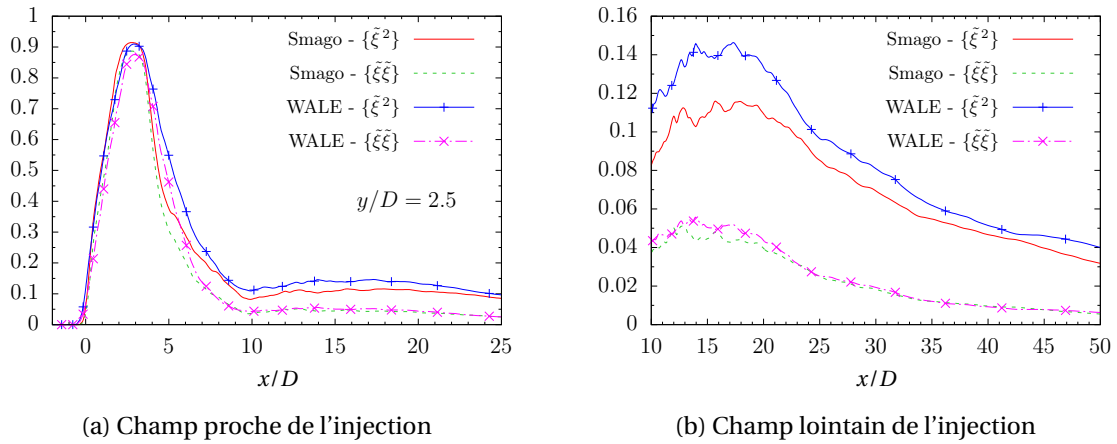 1
0.9
0.8
0.7
0.6
0.5
0.4
0.3
0.2
0.1
0
0 5 10 15 20 25
x/D
Smago - {ξ̃ ²}
Smago - {ξ̃ξ̃}
WALE - {ξ̃ ²}
WALE - {ξ̃ξ̃}
y/D = 2.5
(a) Champ proche de l'injection
0.16
0.14
0.12
0.1
0.08
0.06
0.04
0.02
0
10 15 20 25 30 35 40 45 50
x/D
Smago - {ξ̃ ²}
Smago - {ξ̃ξ̃}
WALE - {ξ̃ ²}
WALE - {ξ̃ξ̃}
(b) Champ lointain de l'injection